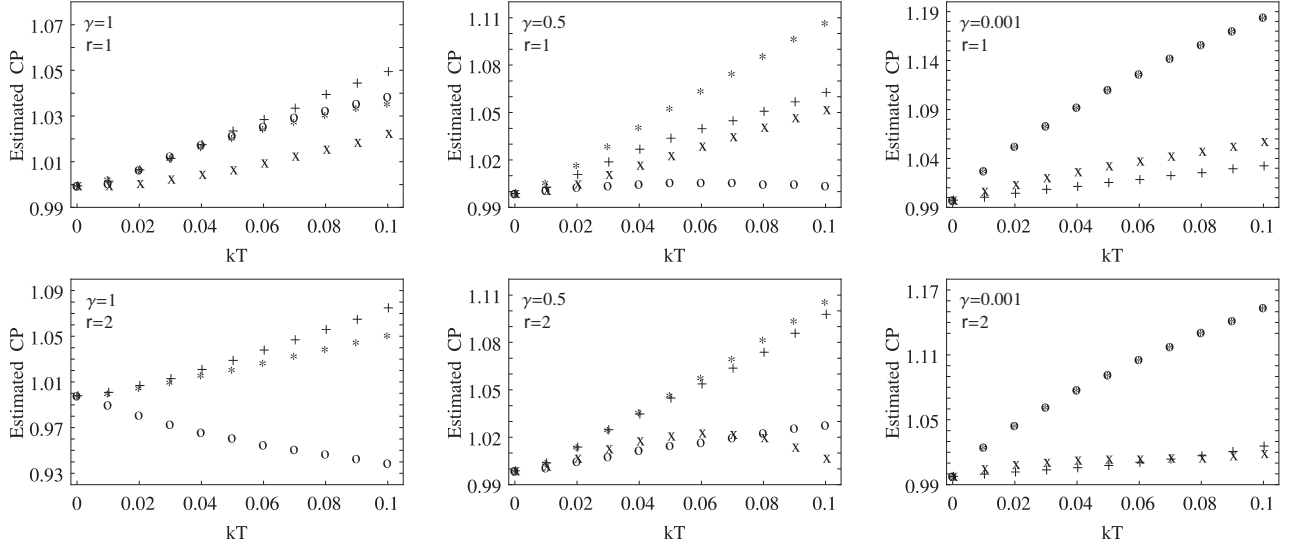 γ=1
r=1
Estimated CP
1.07
1.05
1.03
1.01
0.99
0 0.02 0.04 0.06 0.08 0.1
kT
γ=0.5
r=1
Estimated CP
1.11
1.08
1.05
1.02
0.99
0 0.02 0.04 0.06 0.08 0.1
kT
γ=0.001
r=1
Estimated CP
1.19
1.14
1.09
1.04
0.99
0 0.02 0.04 0.06 0.08 0.1
kT
γ=1
r=2
Estimated CP
1.09
1.05
1.01
0.97
0.93
0 0.02 0.04 0.06 0.08 0.1
kT
γ=0.5
r=2
Estimated CP
1.11
1.08
1.05
1.02
0.99
0 0.02 0.04 0.06 0.08 0.1
kT
γ=0.001
r=2
Estimated CP
1.17
1.11
1.05
0.99
0 0.02 0.04 0.06 0.08 0.1
kT